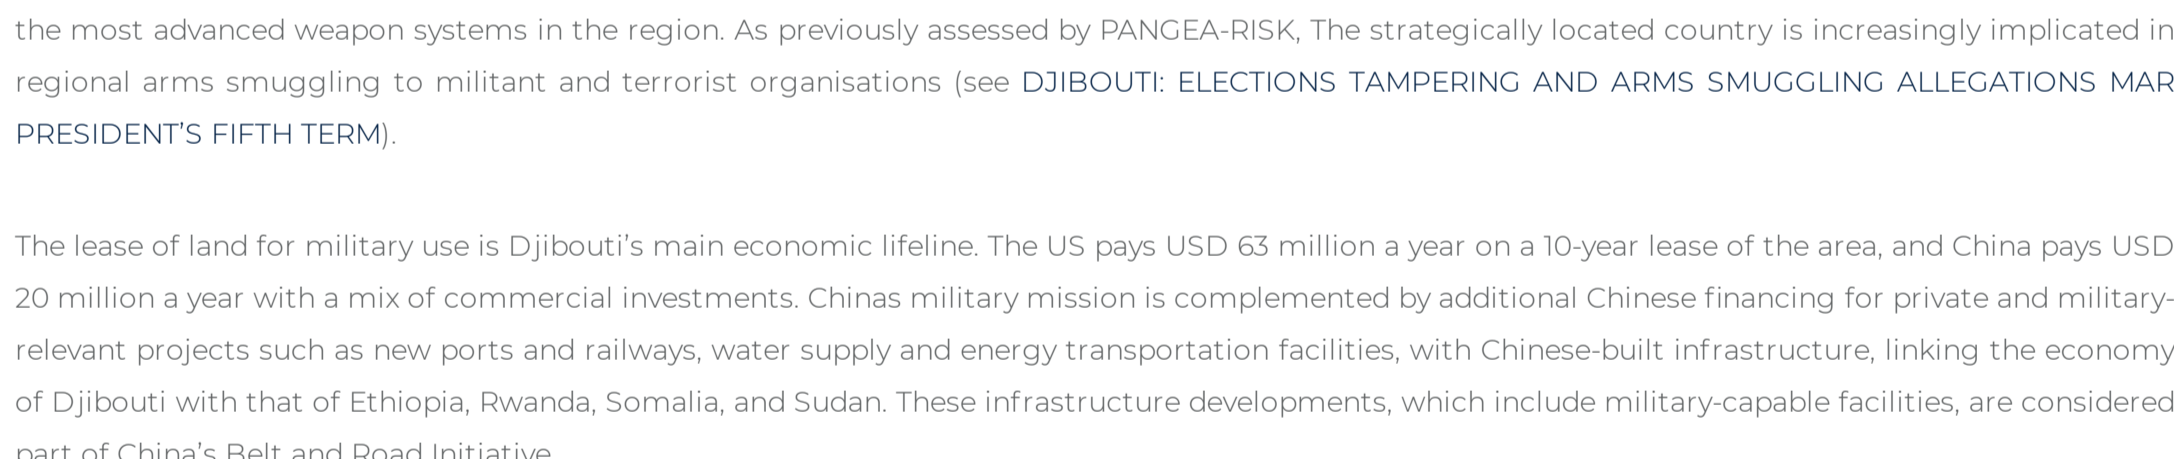 the most advanced weapon systems in the region. As previously assessed by PANGEA-RISK, The strategically located country is increasingly implicated in
regional arms smuggling to militant and terrorist organisations (see DJIBOUTI: ELECTIONS TAMPERING AND ARMS SMUGGLING ALLEGATIONS MAR
PRESIDENT’S FIFTH TERM).
The lease of land for military use is Djibouti’s main economic lifeline. The US pays USD 63 million a year on a 10-year lease of the area, and China pays USD
20 million a year with a mix of commercial investments. Chinas military mission is complemented by additional Chinese financing for private and military-
relevant projects such as new ports and railways, water supply and energy transportation facilities, with Chinese-built infrastructure, linking the economy
of Djibouti with that of Ethiopia, Rwanda, Somalia, and Sudan. These infrastructure developments, which include military-capable facilities, are considered
part of China’s Belt and Road Initiative